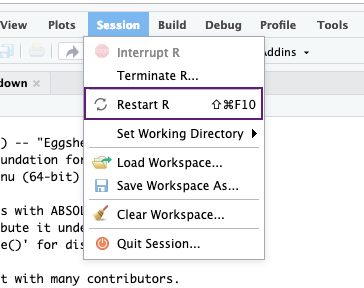 View Plots Session Build Debug Profile Tools
Interrupt R
Addins
Terminate R...
down ×
Restart R ⇧⌘F10
) -- "Eggshe
Set Working Directory
undation for
nu (64-bit)
Load Workspace...
Save Workspace As...
s with ABSOL
Clear Workspace...
bute it unde
e()' for dis
Quit Session...
t with many contributors.